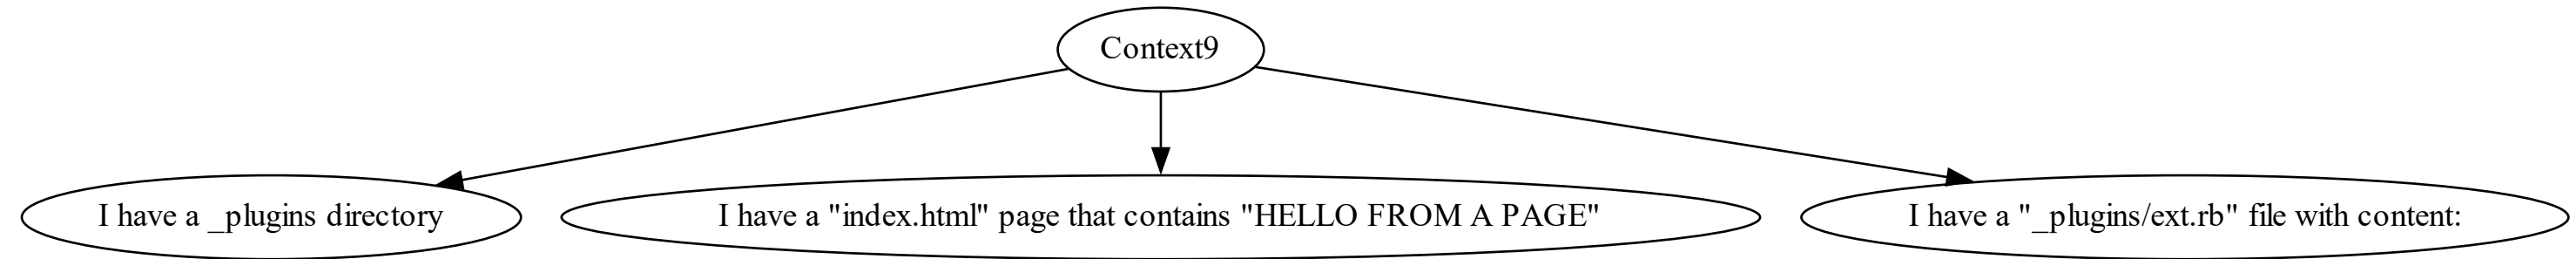 Context9
I have a _plugins directory
I have a "index.html" page that contains "HELLO FROM A PAGE"
I have a "_plugins/ext.rb" file with content: